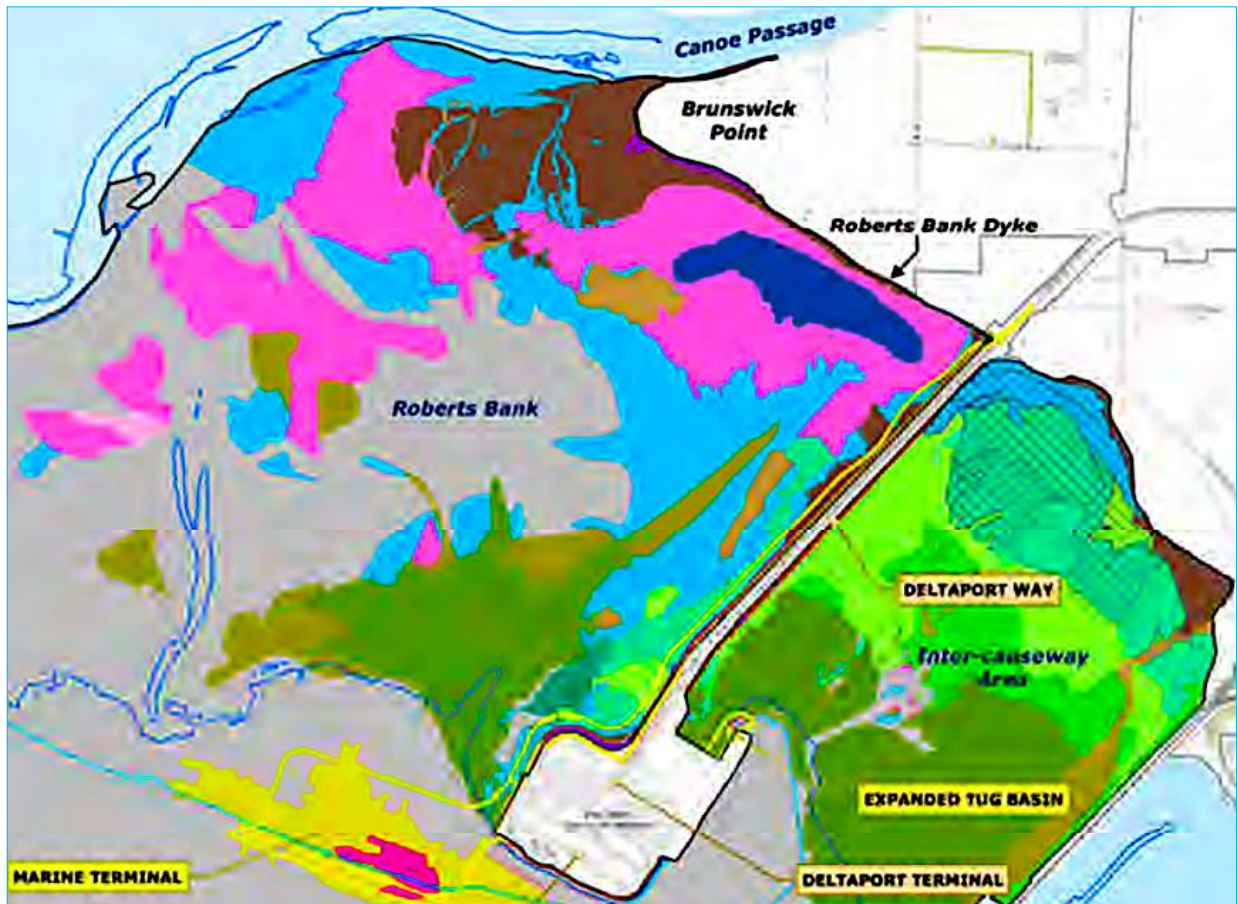 Canoe Passage
Brunswick
Point
Roberts Bank Dyke
Roberts Bank
DELTAPORT WAY
Inter-causeway
Area
EXPANDED TUG BASIN
MARINE TERMINAL
DELTAPORT TERMINAL